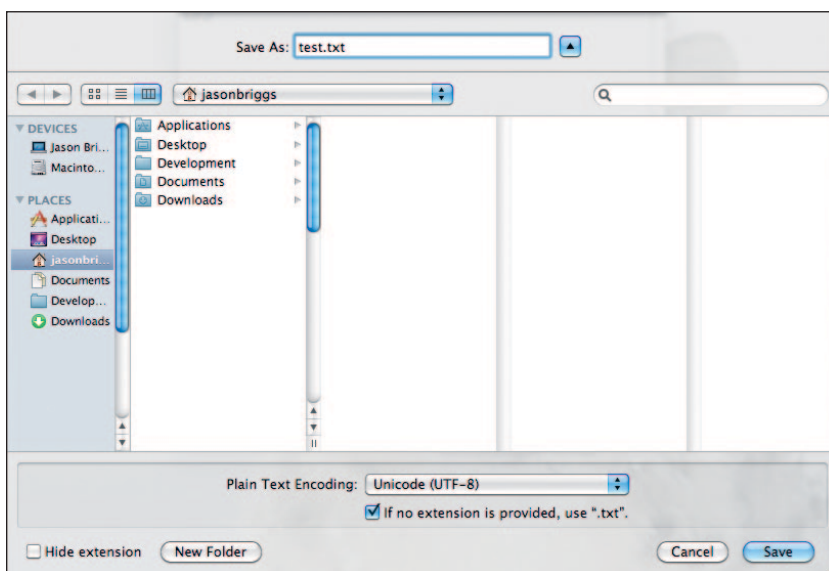 Save As: test.txt
jasonbriggs
DEVICES
Jason Bri...
Macinto...
PLACES
Applicati...
Desktop
jasonbri...
Documents
Develop...
Downloads
Applications
Desktop
Development
Documents
Downloads
Plain Text Encoding: Unicode (UTF-8)
If no extension is provided, use ".txt".
Hide extension New Folder Cancel Save